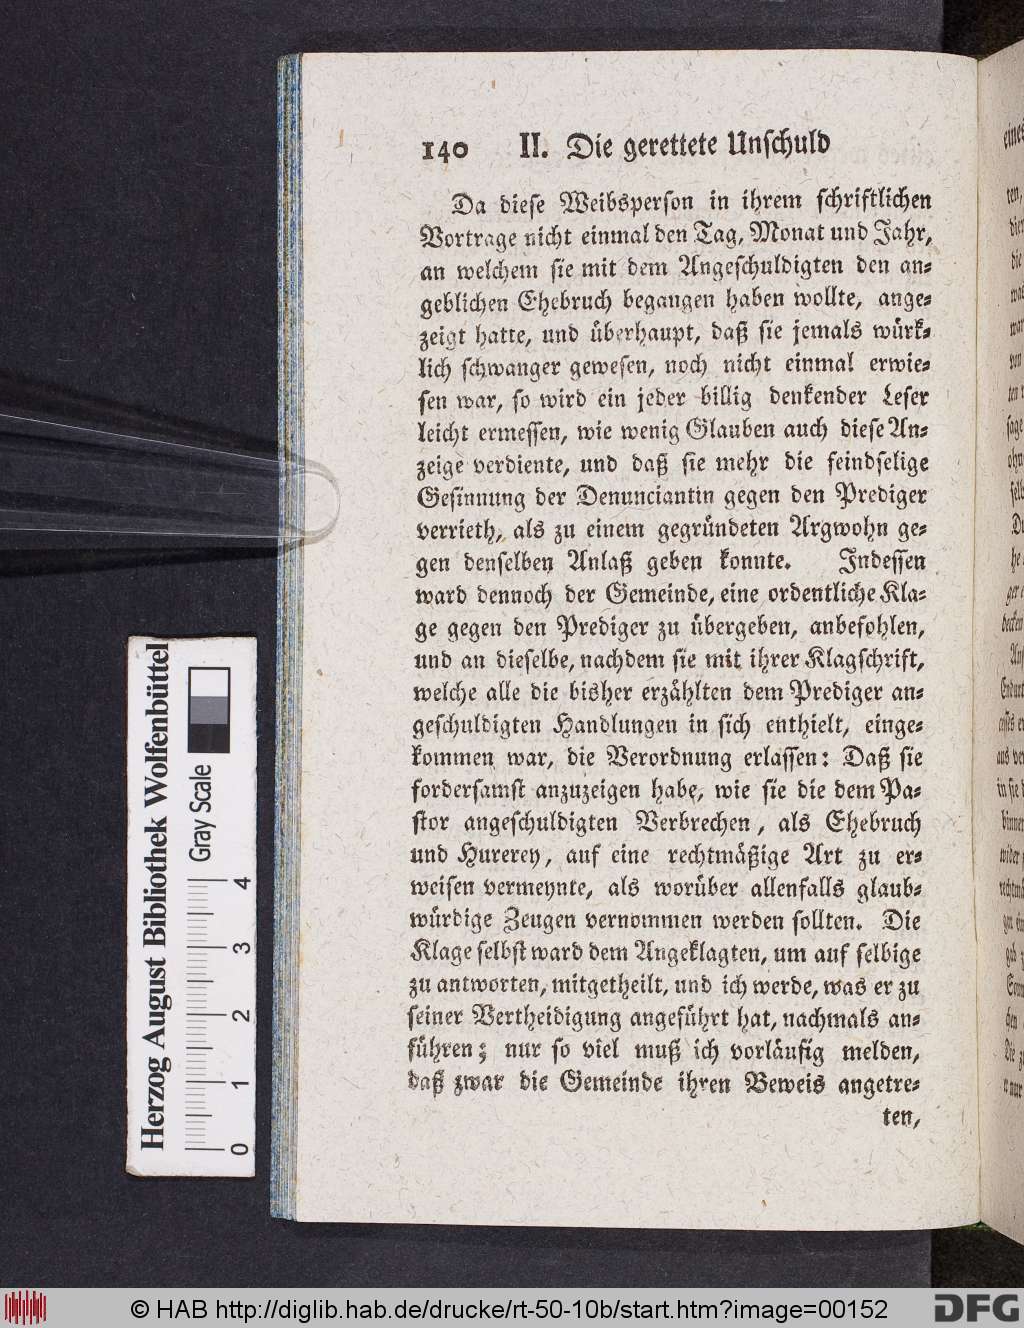 140 II. Die gerettete Unſchuld
Da dieſe Weibsperſon in ihrem ſchriftlichen
Vortrage nicht einmal den Tag, Monat und Jahr,
an welchem ſie mit dem Angeſchuldigten den an-
geblichen Ehebruch begangen haben wollte, ange-
zeigt hatte, und überhaupt, daß ſie jemals würk-
lich ſchwanger geweſen, noch nicht einmal erwie-
ſen war, ſo wird ein jeder billig denkender Leſer
leicht ermeſſen, wie wenig Glauben auch dieſe An-
zeige verdiente, und daß ſie mehr die feindſelige
Geſinnung der Denunciantin gegen den Prediger
verrieth, als zu einem gegründeten Argwohn ge-
gen denſelben Anlaß geben konnte. Indeſſen
ward dennoch der Gemeinde, eine ordentliche Kla-
ge gegen den Prediger zu übergeben, anbefohlen,
und an dieſelbe, nachdem ſie mit ihrer Klagſchrift,
welche alle die bisher erzählten dem Prediger an-
geſchuldigten Handlungen in ſich enthielt, einge-
kommen war, die Verordnung erlaſſen: Daß ſie
forderſamſt anzuzeigen habe, wie ſie die dem Pa-
ſtor angeſchuldigten Verbrechen, als Ehebruch
und Hurerey, auf eine rechtmäßige Art zu er-
weiſen vermeynte, als worüber allenfalls glaub-
würdige Zeugen vernommen werden ſollten. Die
Klage ſelbſt ward dem Angeklagten, um auf ſelbige
zu antworten, mitgetheilt, und ich werde, was er zu
ſeiner Vertheidigung angeführt hat, nachmals an-
führen; nur ſo viel muß ich vorläufig melden,
daß zwar die Gemeinde ihren Beweis angetre-
ten,
Herzog August Bibliothek Wolfenbüttel
Gray Scale
0 1 2 3 4
© HAB http://diglib.hab.de/drucke/rt-50-10b/start.htm?image=00152
DFG